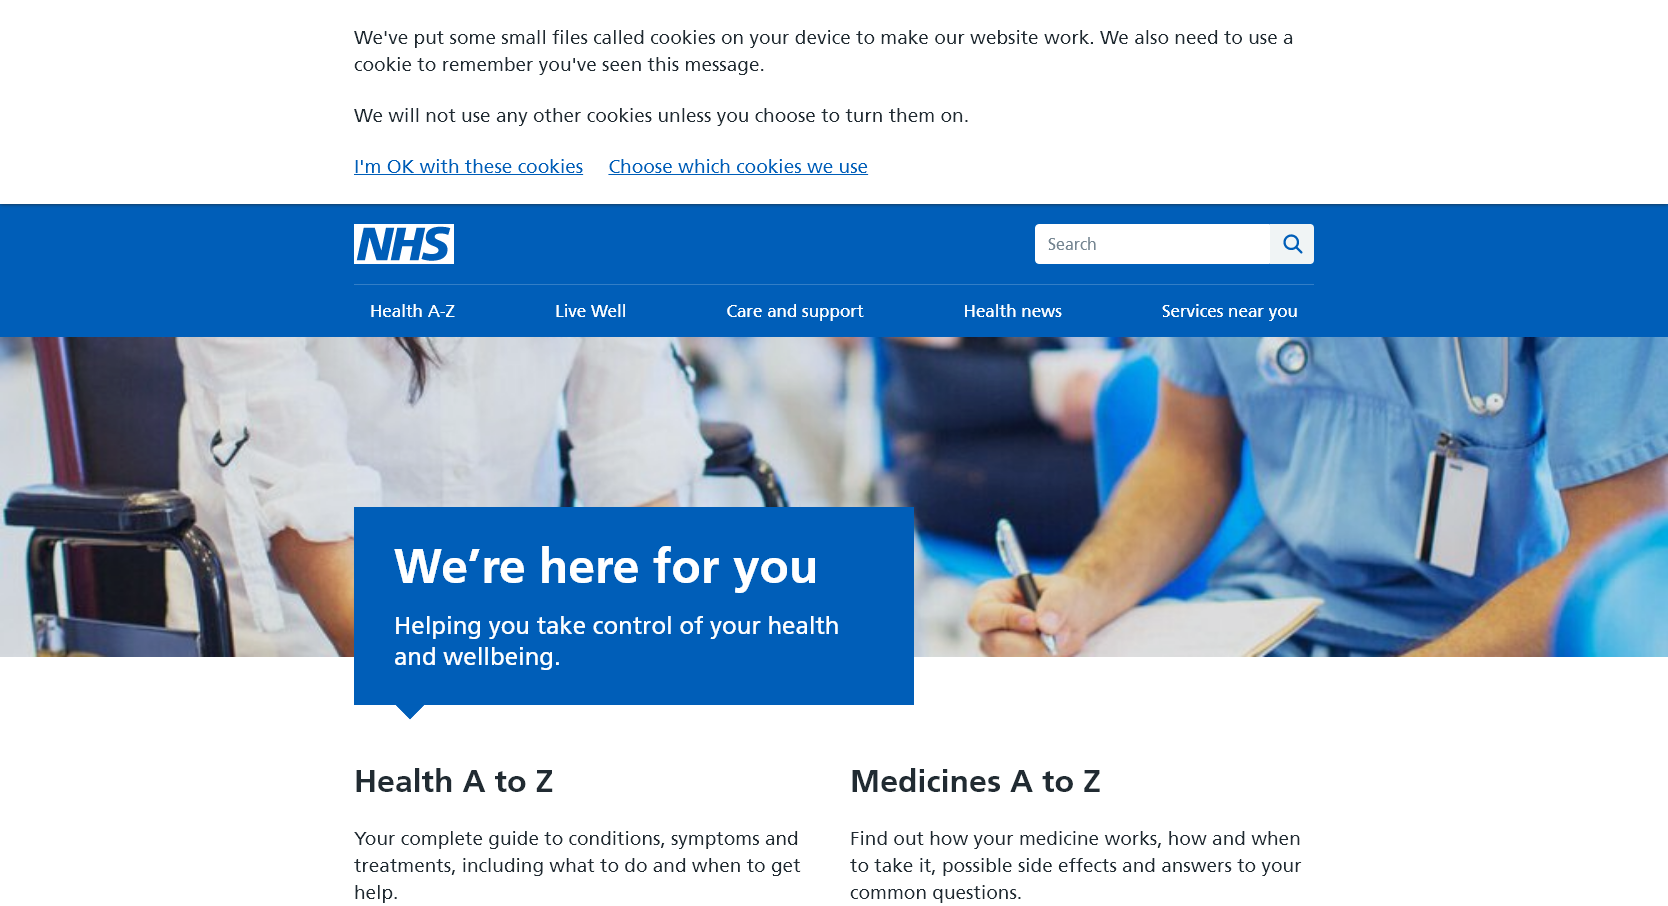 We've put some small files called cookies on your device to make our website work. We also need to use a
cookie to remember you've seen this message.
We will not use any other cookies unless you choose to turn them on.
I'm OK with these cookies Choose which cookies we use
NHS
Search
Health A-Z Live Well Care and support Health news Services near you
We’re here for you
Helping you take control of your health
and wellbeing.
Health A to Z
Your complete guide to conditions, symptoms and
treatments, including what to do and when to get
help.
Medicines A to Z
Find out how your medicine works, how and when
to take it, possible side effects and answers to your
common questions.